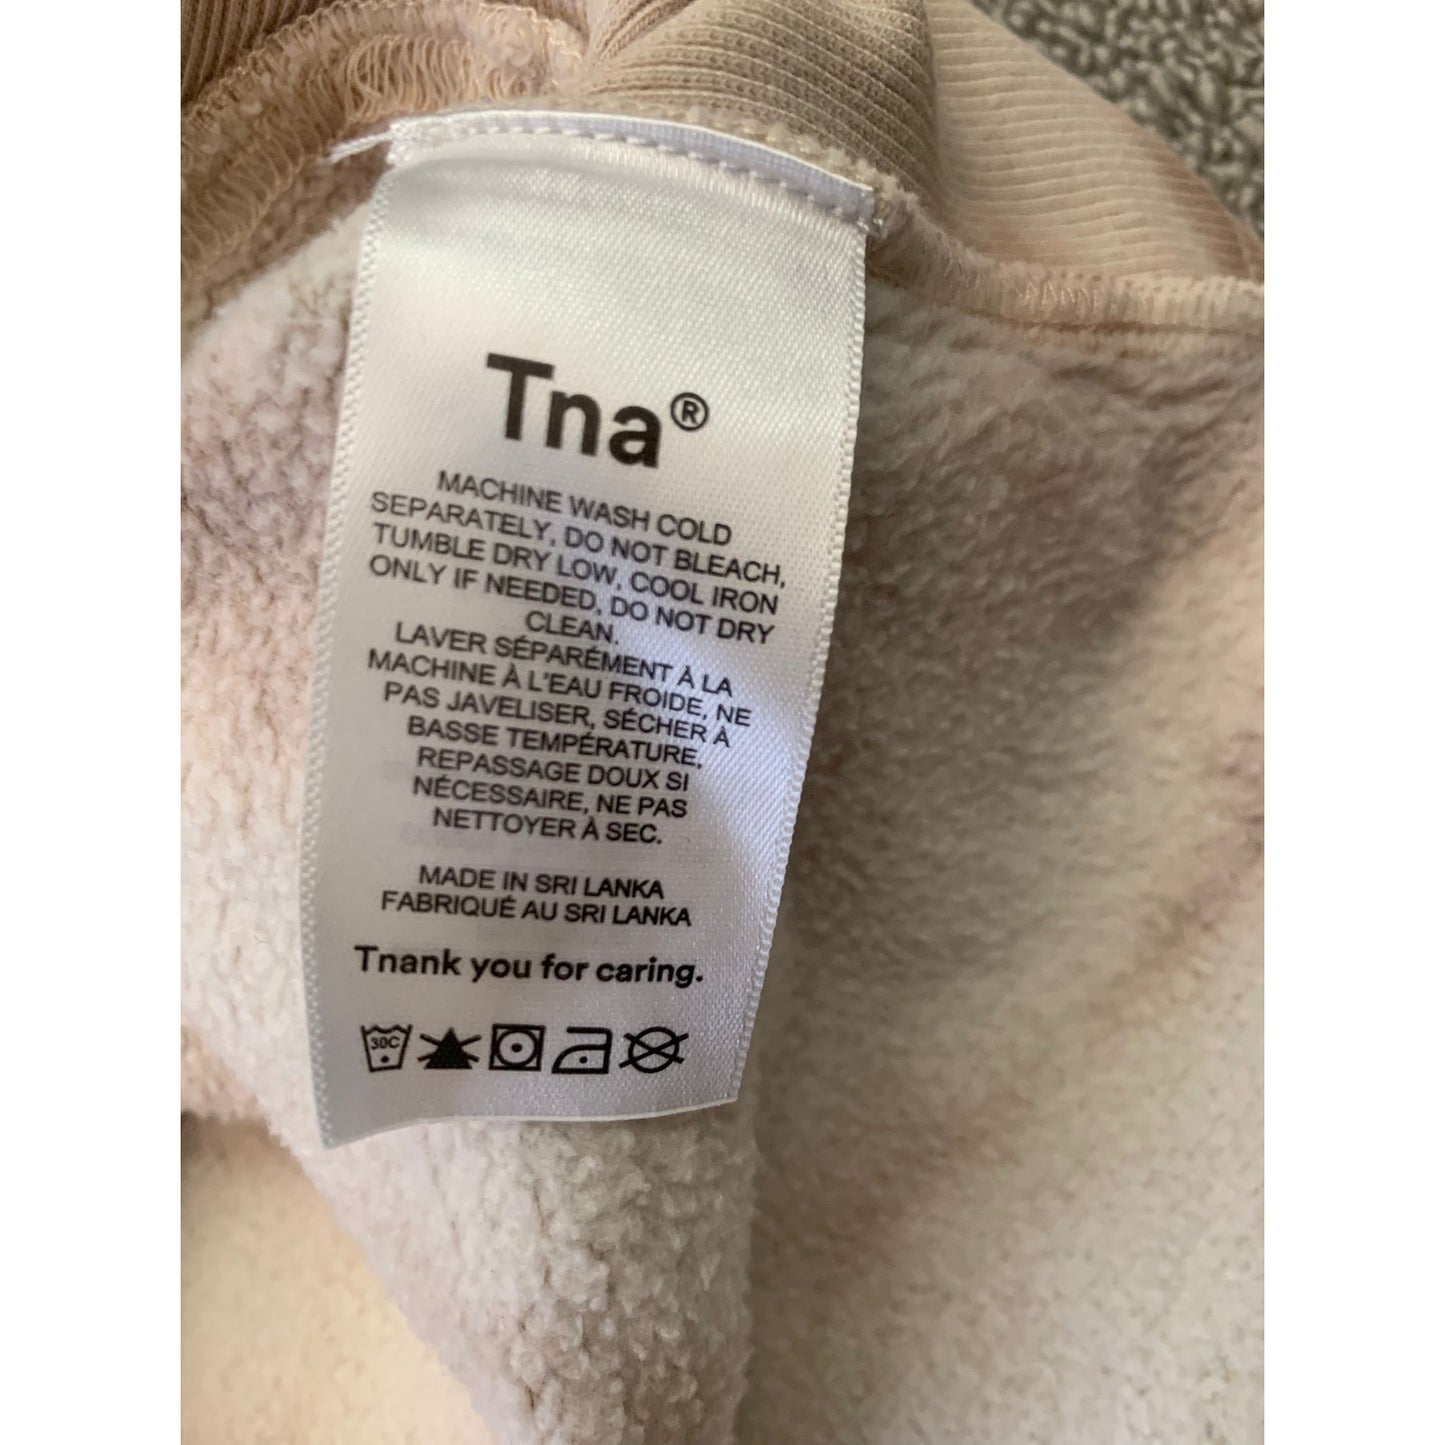 Tna®
MACHINE WASH COLD
SEPARATELY, DO NOT BLEACH,
TUMBLE DRY LOW, COOL IRON
ONLY IF NEEDED, DO NOT DRY
CLEAN.
LAVER SÉPARÉMENT À LA
MACHINE À L'EAU FROIDE, NE
PAS JAVELISER, SÉCHER À
BASSE TEMPÉRATURE,
REPASSAGE DOUX SI
NÉCESSAIRE, NE PAS
NETTOYER À SEC.
MADE IN SRI LANKA
FABRIQUÉ AU SRI LANKA
Tnank you for caring.
30C